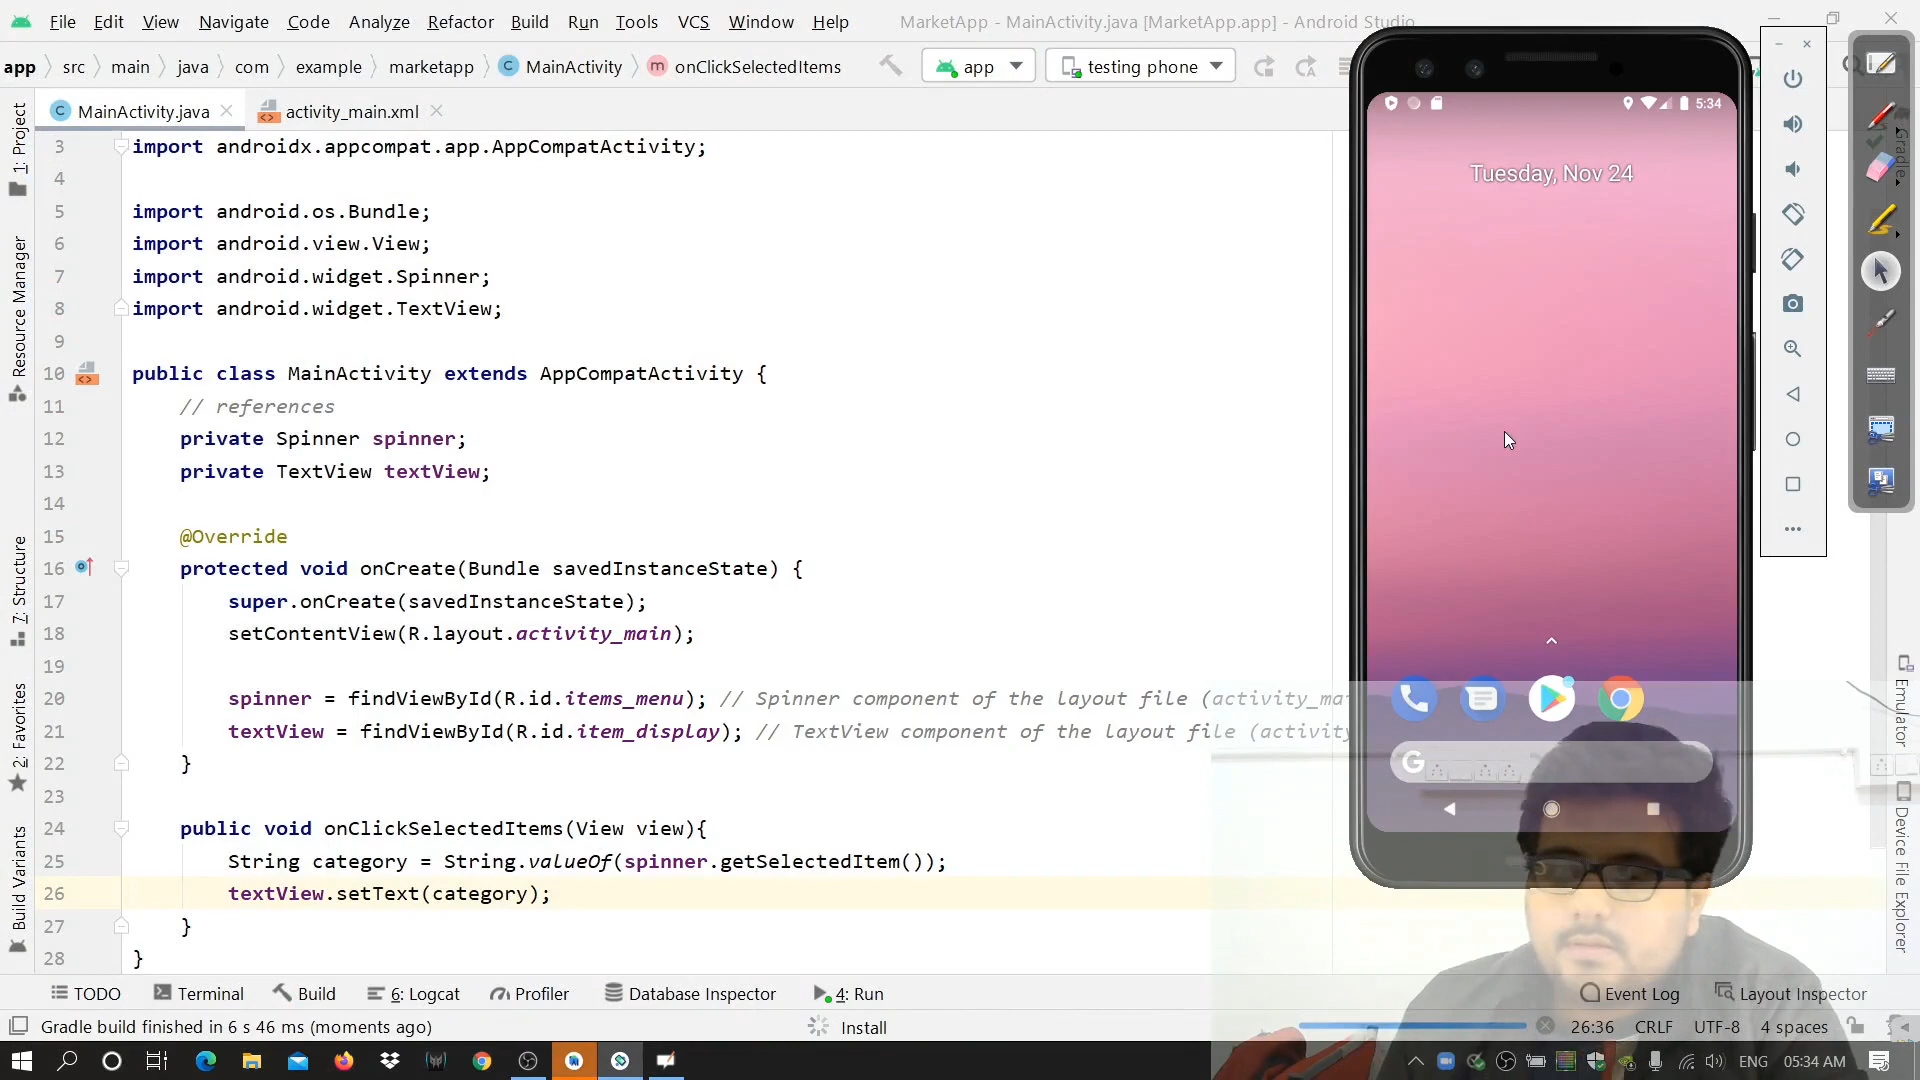 File Edit View Navigate Code Analyze Refactor Build Run Tools VCS Window Help MarketApp - MainActivity.java [MarketApp.app] - Android Studio
app src main java com example marketapp MainActivity onClickSelectedItems app testing phone
MainActivity.java activity_main.xml
3 import androidx.appcompat.app.AppCompatActivity;
4
5 import android.os.Bundle;
6 import android.view.View;
7 import android.widget.Spinner;
8 import android.widget.TextView;
9
10 public class MainActivity extends AppCompatActivity {
11 // references
12 private Spinner spinner;
13 private TextView textView;
14
15 @Override
16 protected void onCreate(Bundle savedInstanceState) {
17 super.onCreate(savedInstanceState);
18 setContentView(R.layout.activity_main);
19
20 spinner = findViewById(R.id.items_menu); // Spinner component of the layout file (activity_mai
21 textView = findViewById(R.id.item_display); // TextView component of the layout file (activity
22 }
23
24 public void onClickSelectedItems(View view){
25 String category = String.valueOf(spinner.getSelectedItem());
26 textView.setText(category);
27 }
28 }
1: Project
Resource Manager
7: Structure
2: Favorites
Build Variants
5:34
Tuesday, Nov 24
G
Gradle
Emulator
Device File Explorer
TODO Terminal Build 6: Logcat Profiler Database Inspector 4: Run Event Log Layout Inspector
Gradle build finished in 6 s 46 ms (moments ago) Install 26:36 CRLF UTF-8 4 spaces
ENG 05:34 AM